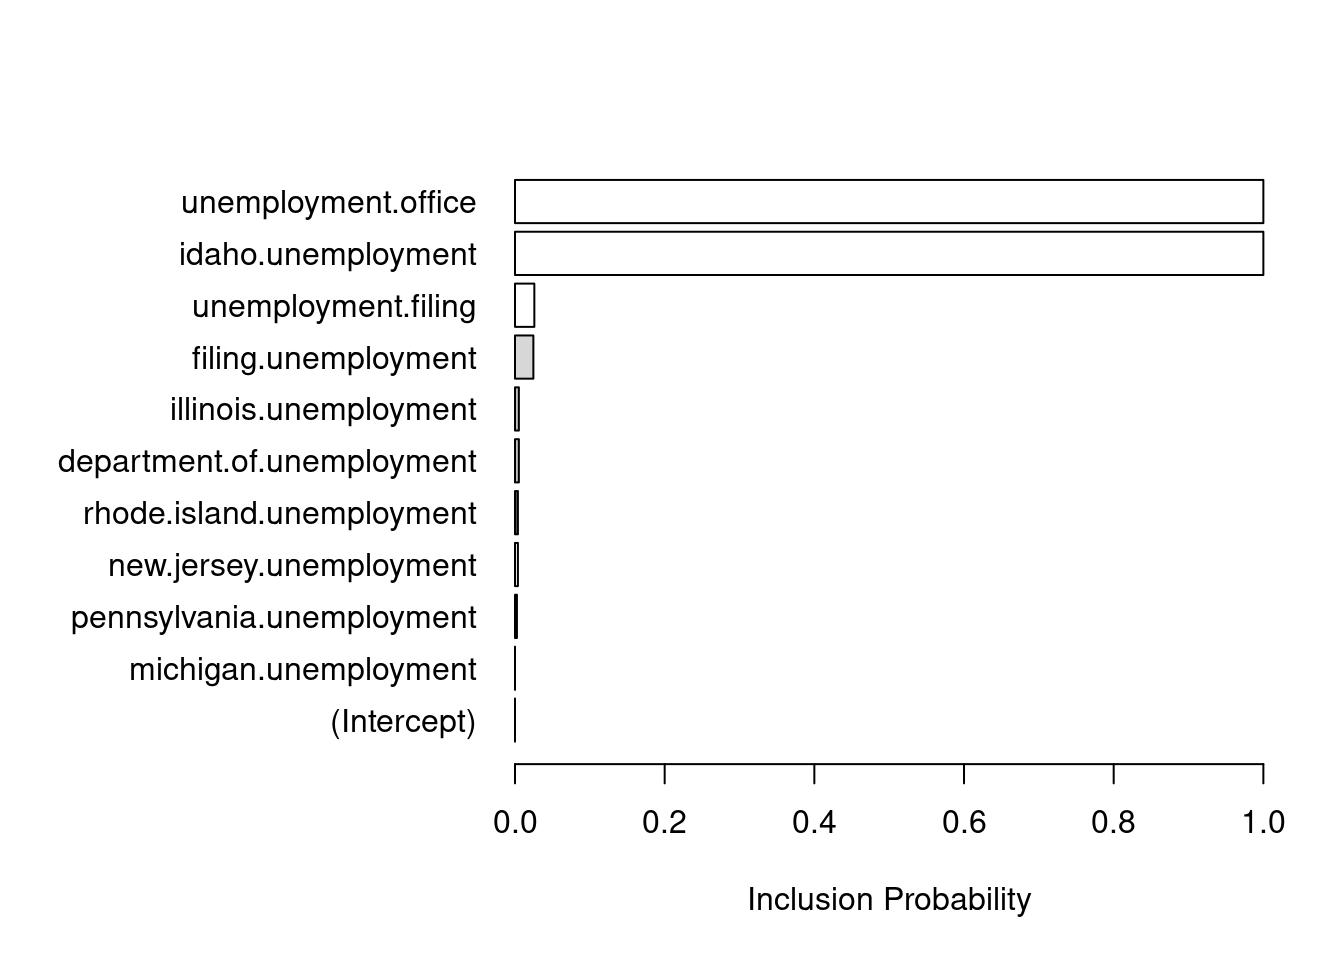 unemployment.office
idaho.unemployment
unemployment.filing
filing.unemployment
illinois.unemployment
department.of.unemployment
rhode.island.unemployment
new.jersey.unemployment
pennsylvania.unemployment
michigan.unemployment
(Intercept)
0.0 0.2 0.4 0.6 0.8 1.0
Inclusion Probability